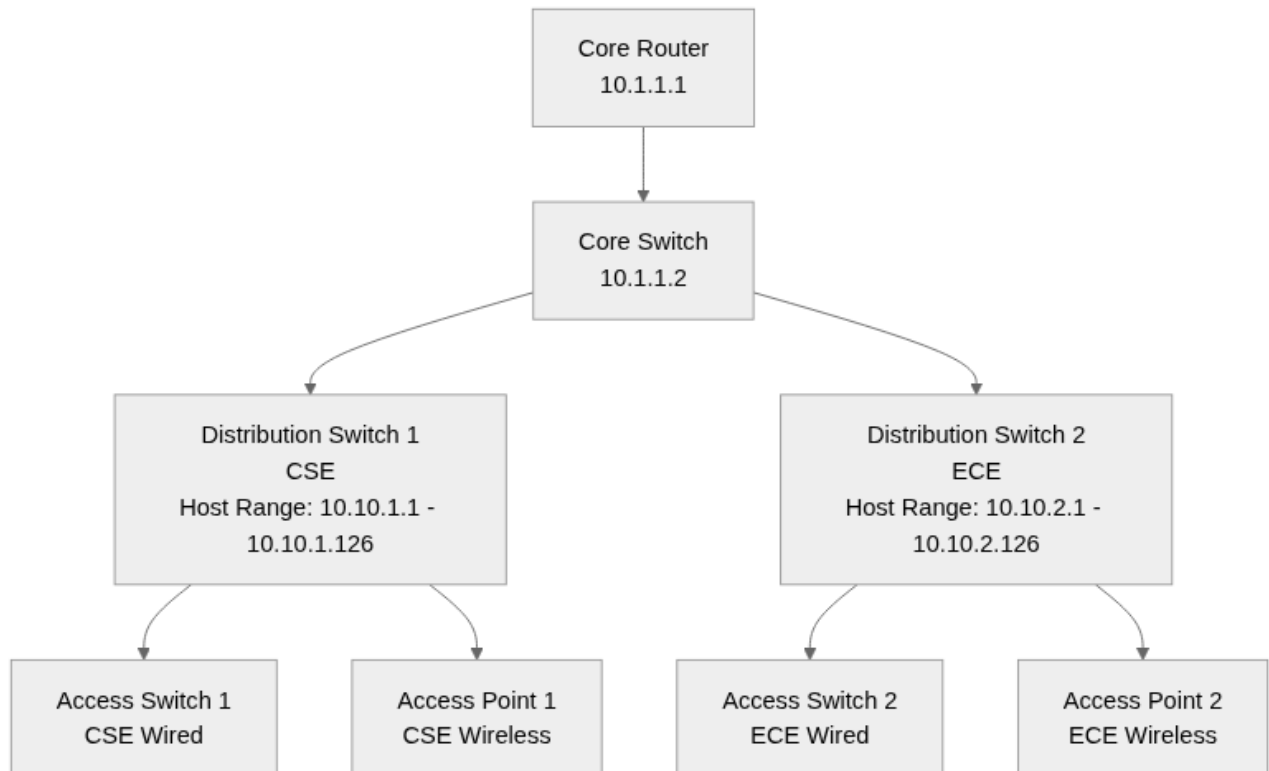 Core Router
10.1.1.1
Core Switch
10.1.1.2
Distribution Switch 1
CSE
Host Range: 10.10.1.1 -
10.10.1.126
Distribution Switch 2
ECE
Host Range: 10.10.2.1 -
10.10.2.126
Access Switch 1
CSE Wired
Access Point 1
CSE Wireless
Access Switch 2
ECE Wired
Access Point 2
ECE Wireless